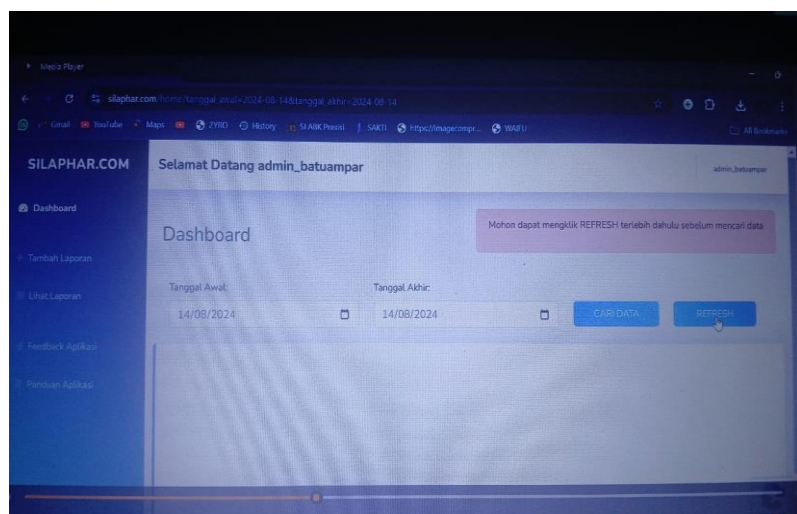 Media Player
silaphar.com/home?tanggal_awal=2024-08-14&tanggal_akhir=2024-08-14
Gmail YouTube Maps ZYRO History SI ABK Presisi SAKTI https://imagecompr... WAIFU All Bookmarks
SILAPHAR.COM
Selamat Datang admin_batuampar
admin_batuampar
Dashboard
Tambah Laporan
Lihat Laporan
Feedback Aplikasi
Panduan Aplikasi
Dashboard
Mohon dapat mengklik REFRESH terlebih dahulu sebelum mencari data
Tanggal Awal:
Tanggal Akhir:
14/08/2024
14/08/2024
CARI DATA
REFRESH